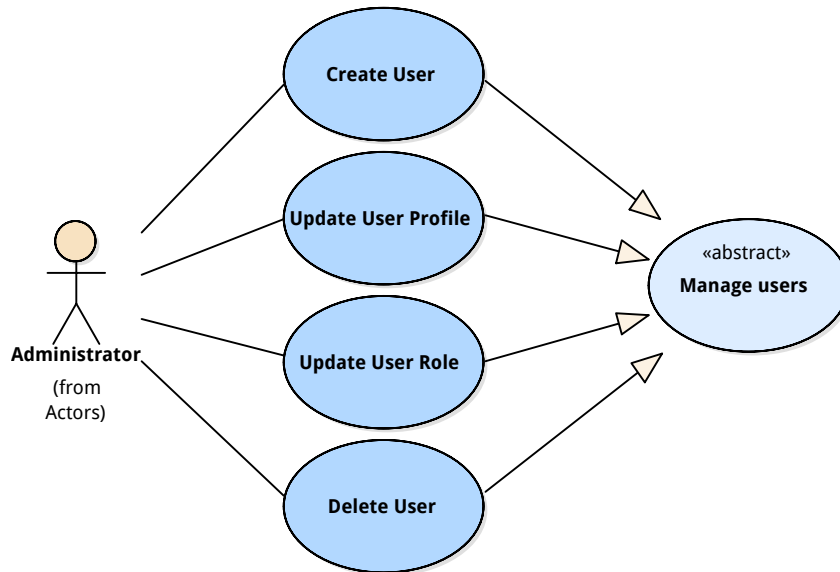 Create User
Update User Profile
«abstract»
Manage users
Administrator
(from
Actors)
Update User Role
Delete User